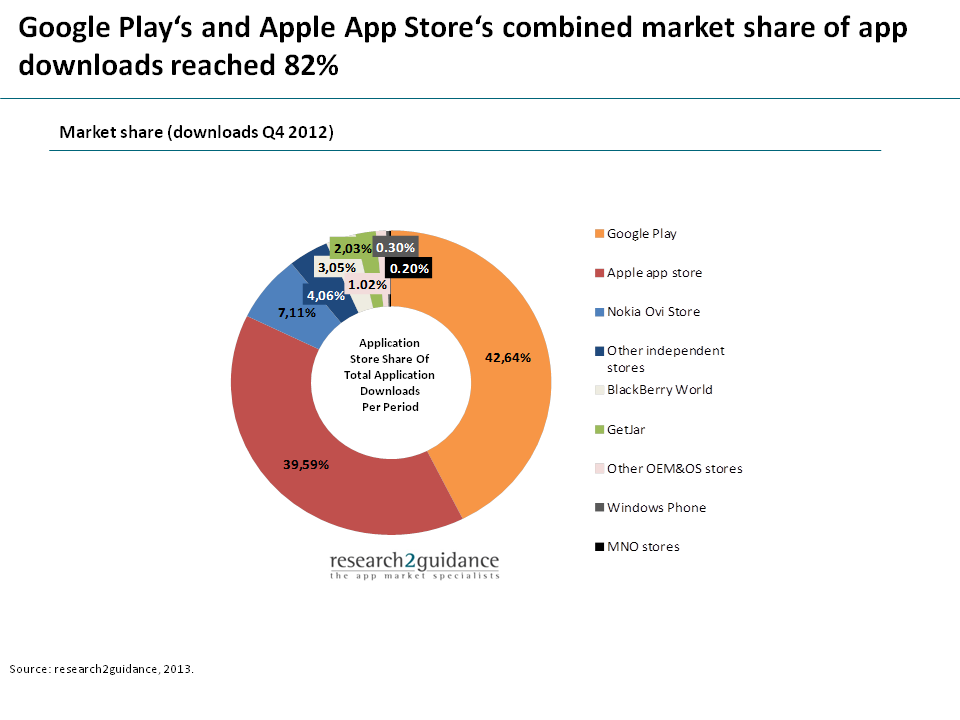 Google Play‘s and Apple App Store‘s combined market share of app
downloads reached 82%
Market share (downloads Q4 2012)
2,03%
0.30%
3,05%
0.20%
1.02%
4,06%
7,11%
42,64%
39,59%
Application
Store Share Of
Total Application
Downloads
Per Period
Google Play
Apple app store
Nokia Ovi Store
Other independent
stores
BlackBerry World
GetJar
Other OEM&OS stores
Windows Phone
MNO stores
research2guidance
the app market specialists
Source: research2guidance, 2013.